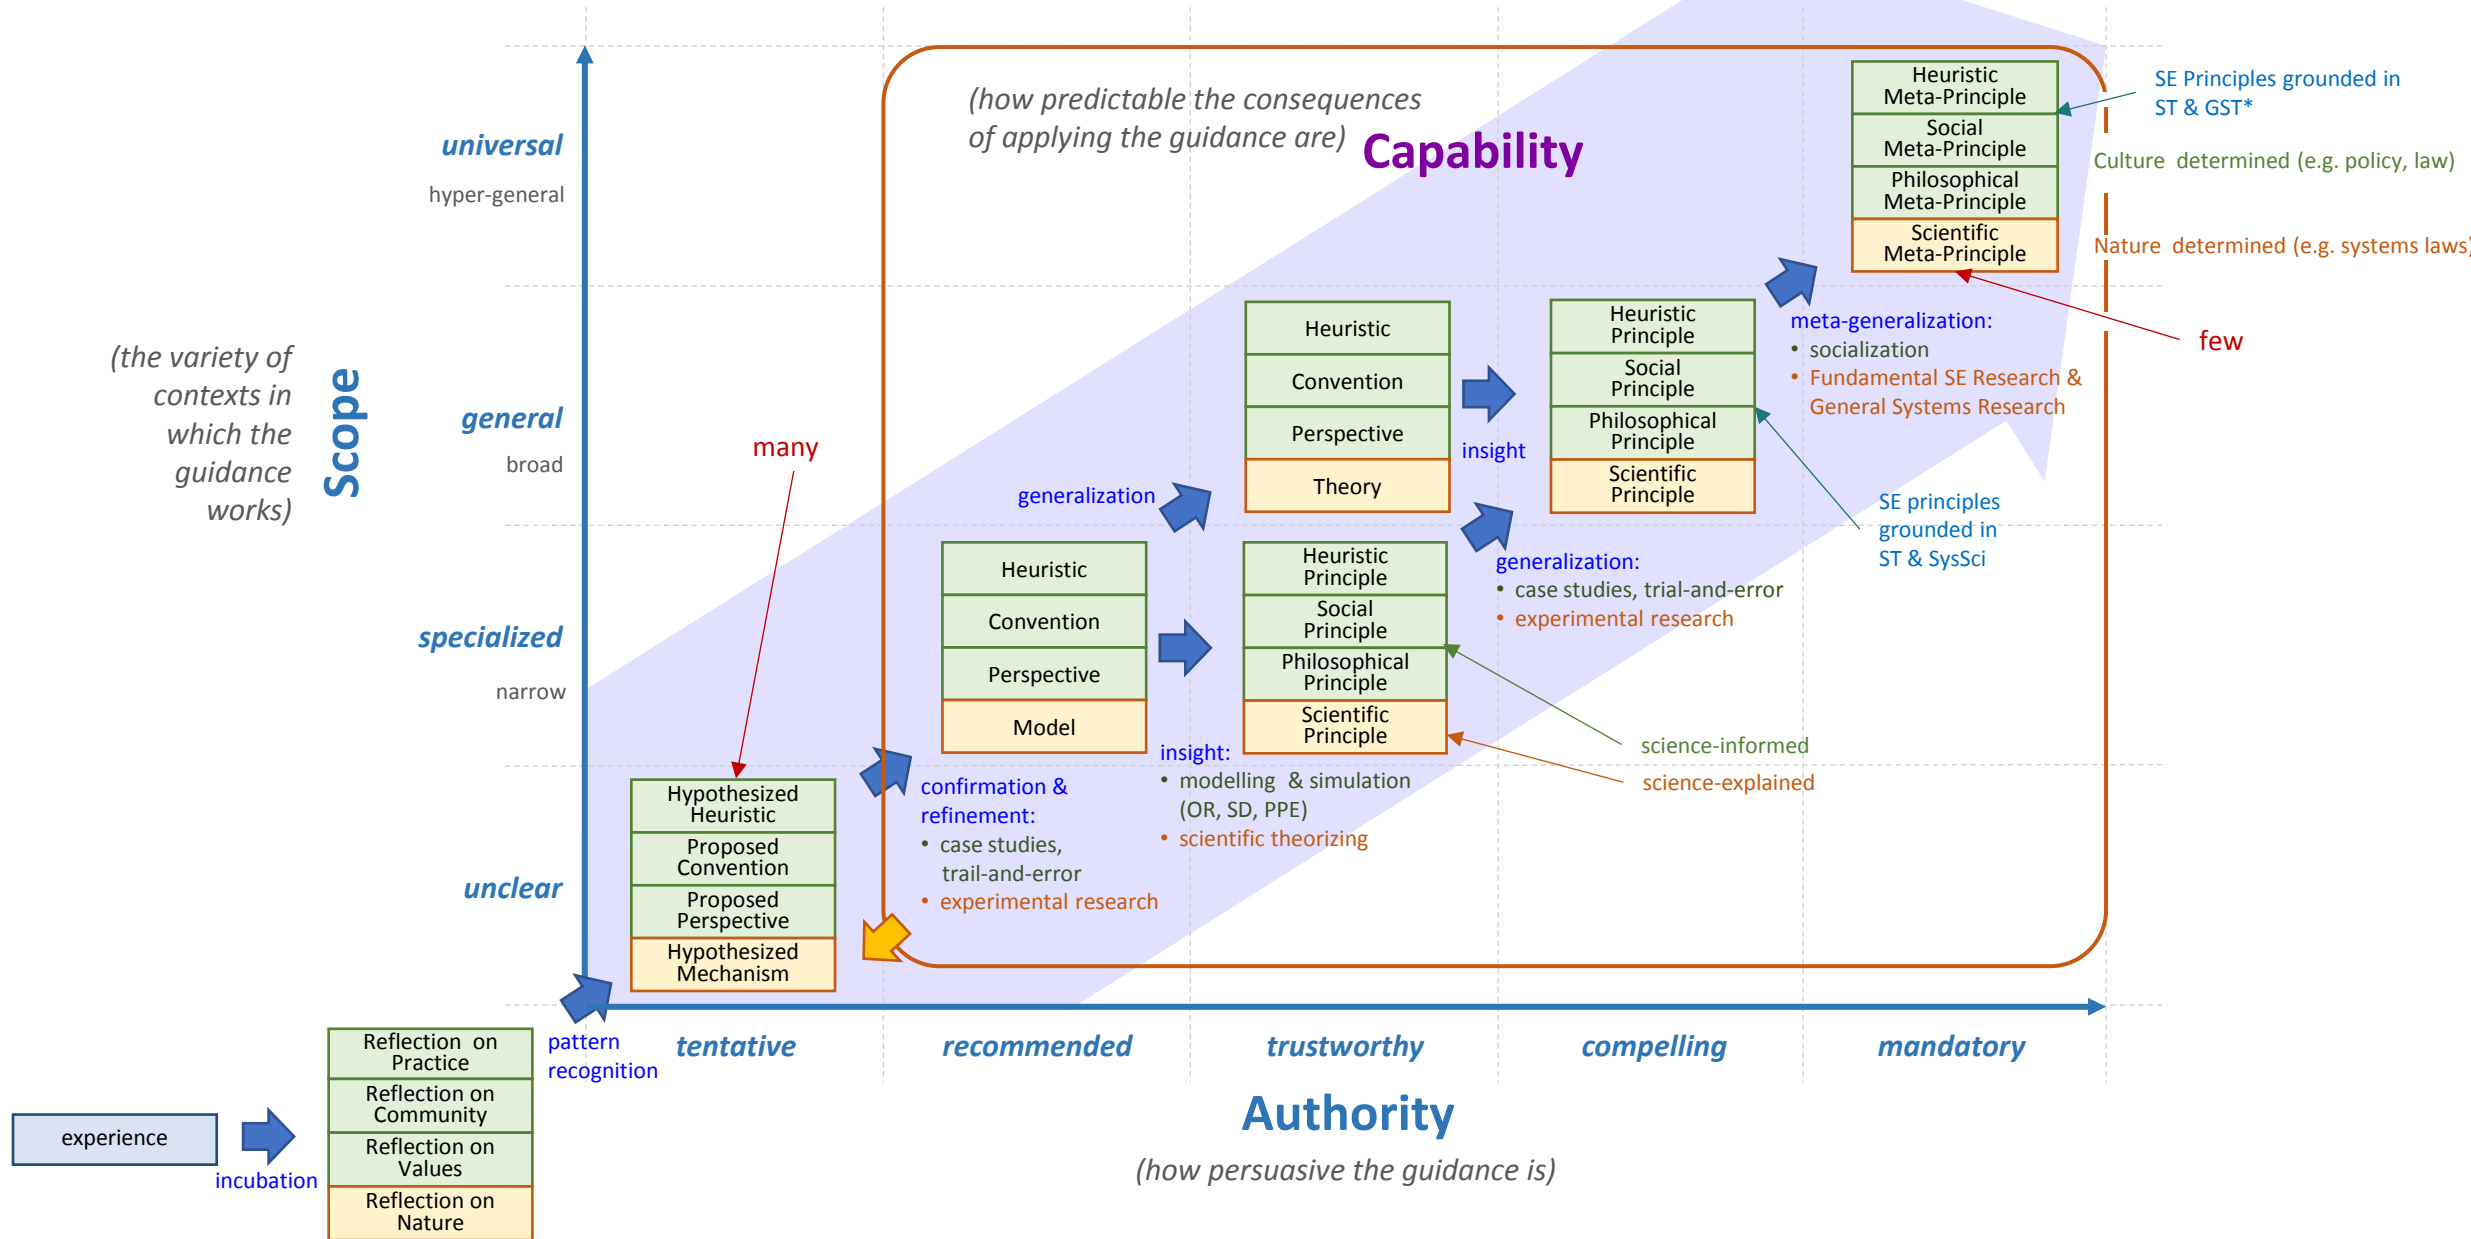 (how predictable the consequences
of applying the guidance are)
Capability
universal
hyper-general
Heuristic
Meta-Principle
Social
Meta-Principle
Philosophical
Meta-Principle
Scientific
Meta-Principle
SE Principles grounded in
ST & GST*
Culture  determined (e.g. policy, law)
Nature  determined (e.g. systems laws)
few
(the variety of
contexts in
which the
guidance
works)
Scope
general
broad
many
generalization
Heuristic
Convention
Perspective
Theory
insight
Heuristic
Principle
Social
Principle
Philosophical
Principle
Scientific
Principle
meta-generalization:
• socialization
• Fundamental SE Research &
General Systems Research
SE principles
grounded in
ST & SysSci
specialized
narrow
Heuristic
Convention
Perspective
Model
Heuristic
Principle
Social
Principle
Philosophical
Principle
Scientific
Principle
generalization:
• case studies, trial-and-error
• experimental research
science-informed
science-explained
insight:
• modelling  & simulation
(OR, SD, PPE)
• scientific theorizing
unclear
Hypothesized
Heuristic
Proposed
Convention
Proposed
Perspective
Hypothesized
Mechanism
confirmation &
refinement:
• case studies,
trail-and-error
• experimental research
tentative
recommended
trustworthy
compelling
mandatory
Authority
(how persuasive the guidance is)
pattern
recognition
experience
incubation
Reflection  on
Practice
Reflection on
Community
Reflection on
Values
Reflection on
Nature